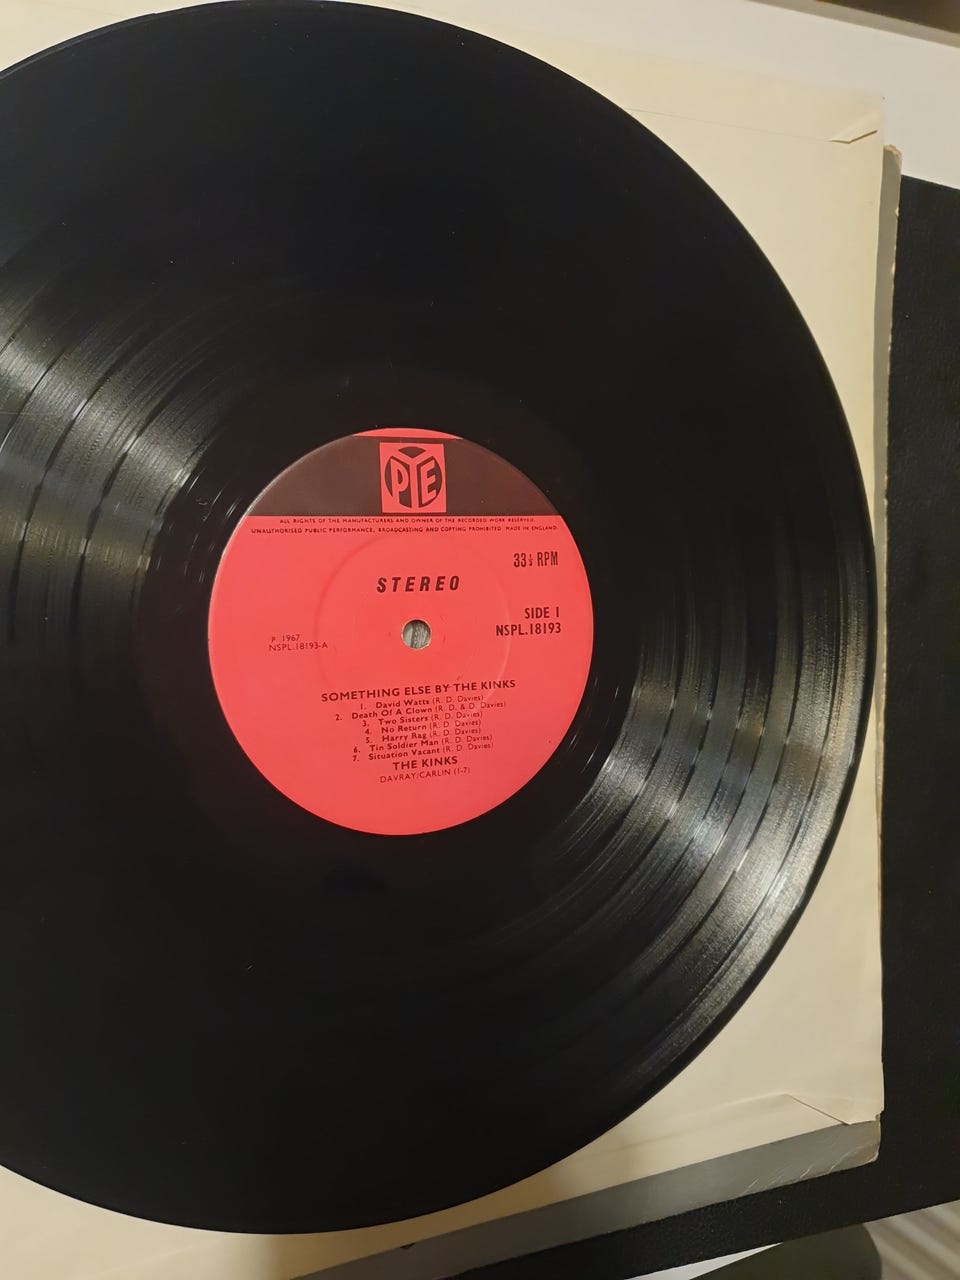 PYE
ALL RIGHTS OF THE MANUFACTURERS AND OWNER OF THE RECORDED WORK RESERVED.
UNAUTHORISED PUBLIC PERFORMANCE, BROADCASTING AND COPYING PROHIBITED. MADE IN ENGLAND.
33⅓ RPM
STEREO
SIDE 1
NSPL.18193
P 1967
NSPL.18193-A
SOMETHING ELSE BY THE KINKS
1. David Watts (R. D. Davies)
2. Death Of A Clown (R. D. & D. Davies)
3. Two Sisters (R. D. Davies)
4. No Return (R. D. Davies)
5. Harry Rag (R. D. Davies)
6. Tin Soldier Man (R. D. Davies)
7. Situation Vacant (R. D. Davies)
THE KINKS
DAVRAY/CARLIN (1-7)